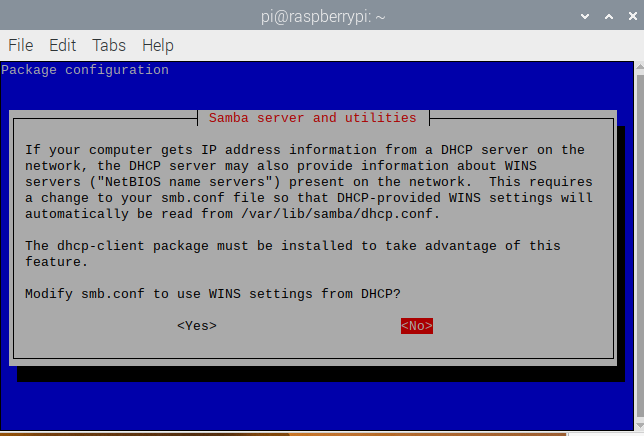 pi@raspberrypi: ~
File Edit Tabs Help
Package configuration
Samba server and utilities
If your computer gets IP address information from a DHCP server on the
network, the DHCP server may also provide information about WINS
servers ("NetBIOS name servers") present on the network.  This requires
a change to your smb.conf file so that DHCP-provided WINS settings will
automatically be read from /var/lib/samba/dhcp.conf.
The dhcp-client package must be installed to take advantage of this
feature.
Modify smb.conf to use WINS settings from DHCP?
<Yes> <No>